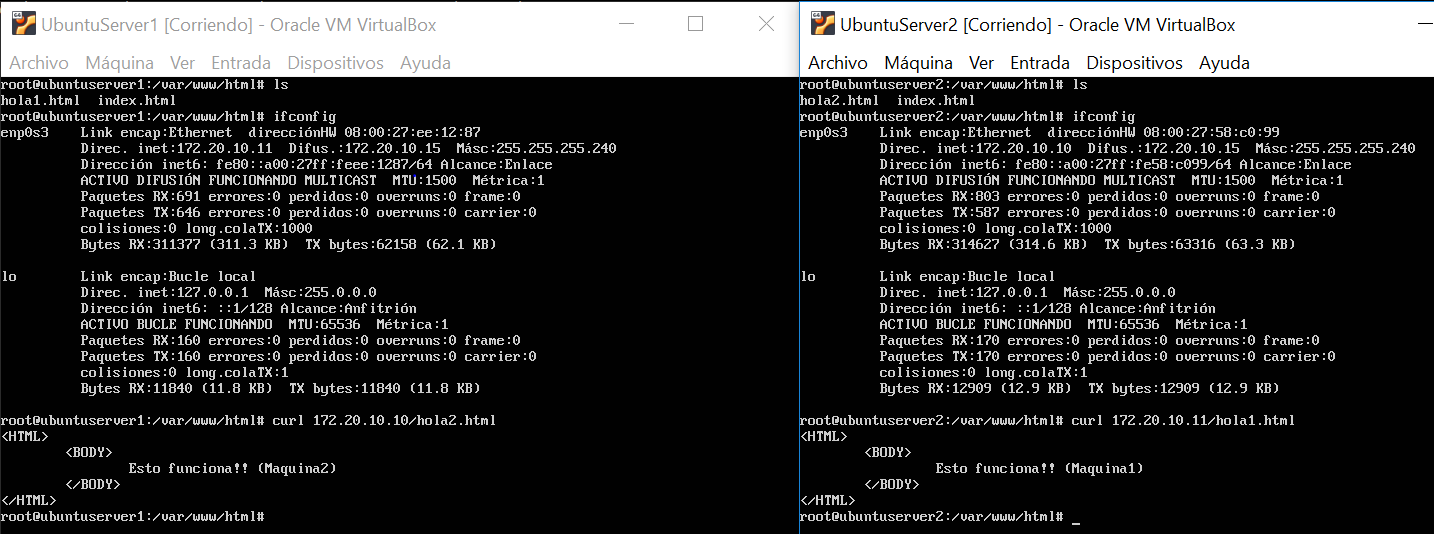 UbuntuServer1 [Corriendo] - Oracle VM VirtualBox
Archivo Máquina Ver Entrada Dispositivos Ayuda
root@ubuntuserver1:/var/www/html# ls
hola1.html  index.html
root@ubuntuserver1:/var/www/html# ifconfig
enp0s3    Link encap:Ethernet  direcciónHW 08:00:27:ee:12:87
          Direc. inet:172.20.10.11  Difus.:172.20.10.15  Másc:255.255.255.240
          Dirección inet6: fe80::a00:27ff:feee:1287/64 Alcance:Enlace
          ACTIVO DIFUSIÓN FUNCIONANDO MULTICAST  MTU:1500  Métrica:1
          Paquetes RX:691 errores:0 perdidos:0 overruns:0 frame:0
          Paquetes TX:646 errores:0 perdidos:0 overruns:0 carrier:0
          colisiones:0 long.colaTX:1000
          Bytes RX:311377 (311.3 KB)  TX bytes:62158 (62.1 KB)
lo        Link encap:Bucle local
          Direc. inet:127.0.0.1  Másc:255.0.0.0
          Dirección inet6: ::1/128 Alcance:Anfitrión
          ACTIVO BUCLE FUNCIONANDO  MTU:65536  Métrica:1
          Paquetes RX:160 errores:0 perdidos:0 overruns:0 frame:0
          Paquetes TX:160 errores:0 perdidos:0 overruns:0 carrier:0
          colisiones:0 long.colaTX:1
          Bytes RX:11840 (11.8 KB)  TX bytes:11840 (11.8 KB)
root@ubuntuserver1:/var/www/html# curl 172.20.10.10/hola2.html
<HTML>
        <BODY>
                Esto funciona!! (Maquina2)
        </BODY>
</HTML>
root@ubuntuserver1:/var/www/html#
UbuntuServer2 [Corriendo] - Oracle VM VirtualBox
Archivo Máquina Ver Entrada Dispositivos Ayuda
root@ubuntuserver2:/var/www/html# ls
hola2.html  index.html
root@ubuntuserver2:/var/www/html# ifconfig
enp0s3    Link encap:Ethernet  direcciónHW 08:00:27:58:c0:99
          Direc. inet:172.20.10.10  Difus.:172.20.10.15  Másc:255.255.255.240
          Dirección inet6: fe80::a00:27ff:fe58:c099/64 Alcance:Enlace
          ACTIVO DIFUSIÓN FUNCIONANDO MULTICAST  MTU:1500  Métrica:1
          Paquetes RX:803 errores:0 perdidos:0 overruns:0 frame:0
          Paquetes TX:587 errores:0 perdidos:0 overruns:0 carrier:0
          colisiones:0 long.colaTX:1000
          Bytes RX:314627 (314.6 KB)  TX bytes:63316 (63.3 KB)
lo        Link encap:Bucle local
          Direc. inet:127.0.0.1  Másc:255.0.0.0
          Dirección inet6: ::1/128 Alcance:Anfitrión
          ACTIVO BUCLE FUNCIONANDO  MTU:65536  Métrica:1
          Paquetes RX:170 errores:0 perdidos:0 overruns:0 frame:0
          Paquetes TX:170 errores:0 perdidos:0 overruns:0 carrier:0
          colisiones:0 long.colaTX:1
          Bytes RX:12909 (12.9 KB)  TX bytes:12909 (12.9 KB)
root@ubuntuserver2:/var/www/html# curl 172.20.10.11/hola1.html
<HTML>
        <BODY>
                Esto funciona!! (Maquina1)
        </BODY>
</HTML>
root@ubuntuserver2:/var/www/html# _